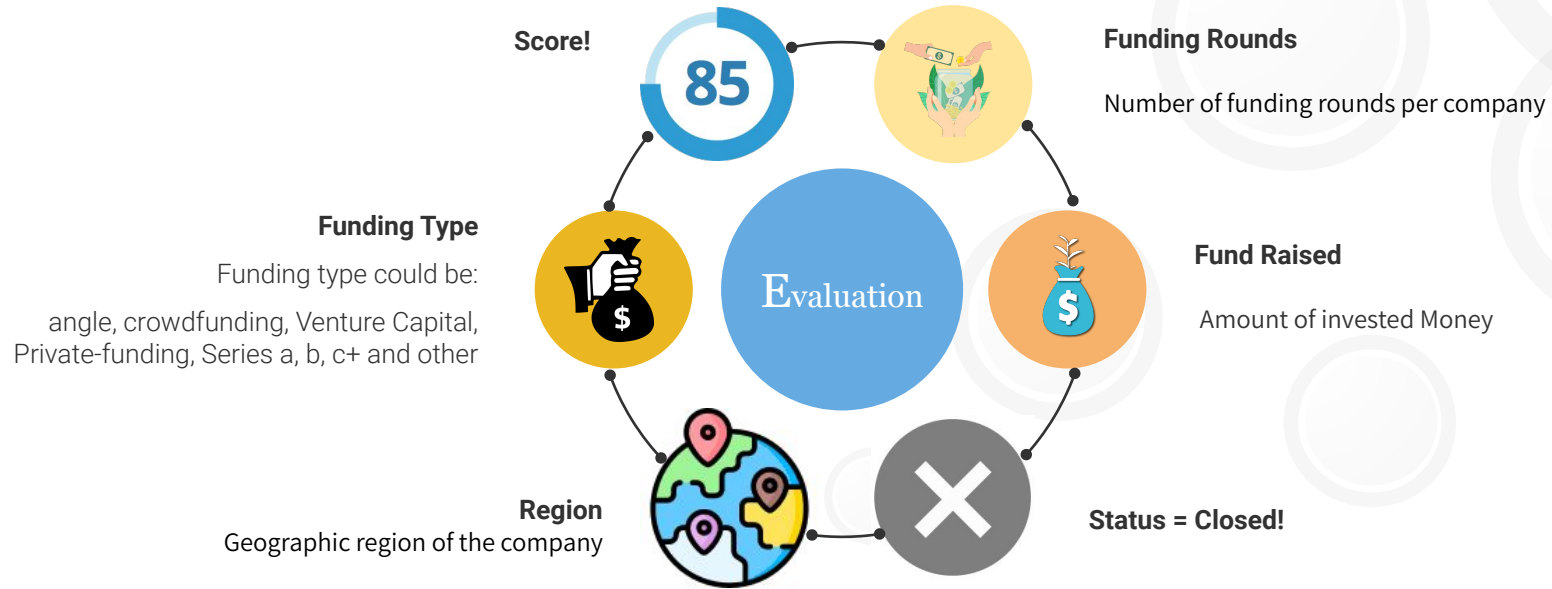 Score!
85
Funding Rounds
Number of funding rounds per company
Funding Type
Funding type could be:
angle, crowdfunding, Venture Capital,
Private-funding, Series a, b, c+ and other
$
Evaluation
$
Fund Raised
Amount of invested Money
Region
Geographic region of the company
Status = Closed!